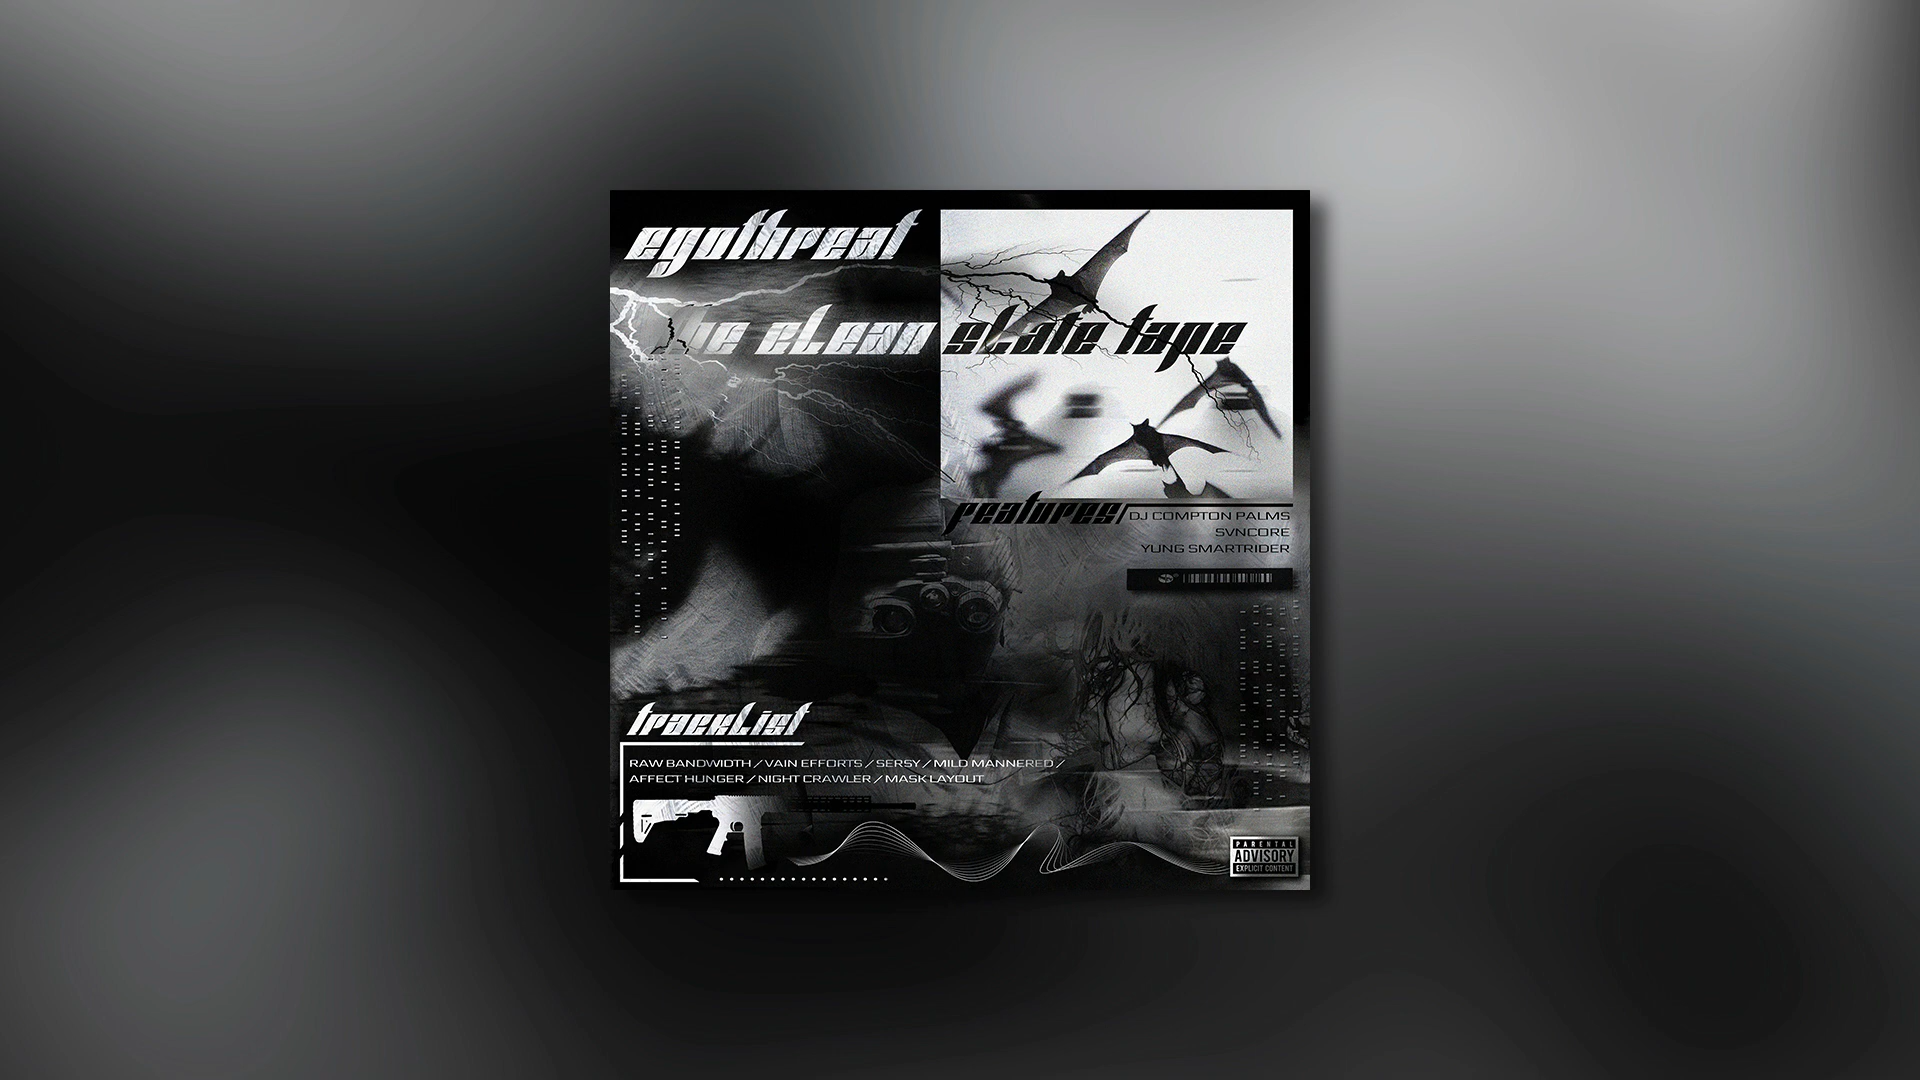 egothreat
the cLean sLate tape
features
DJ COMPTON PALMS
SVNCORE
YUNG SMARTRIDER
trackList
RAW BANDWIDTH / VAIN EFFORTS / SERSY / MILD MANNERED /
AFFECT HUNGER / NIGHT CRAWLER / MASK LAYOUT
PARENTAL
ADVISORY
EXPLICIT CONTENT